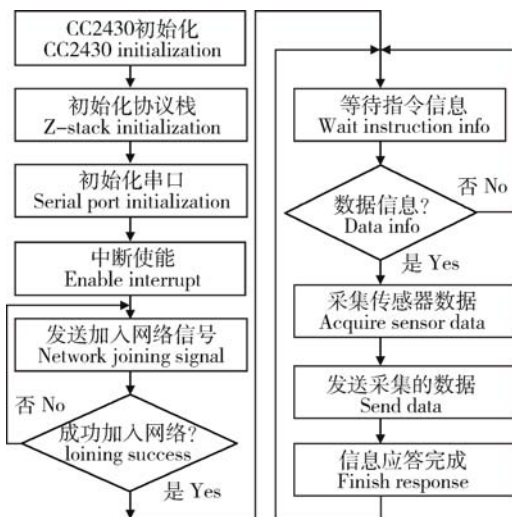 CC2430初始化
CC2430 initialization
初始化协议栈
Z-stack initialization
初始化串口
Serial port initialization
中断使能
Enable interrupt
发送加入网络信号
Network joining signal
否 No
成功加入网络?
Ioining success
是 Yes
等待指令信息
Wait instruction info
否 No
数据信息?
Data info
是 Yes
采集传感器数据
Acquire sensor data
发送采集的数据
Send data
信息应答完成
Finish response